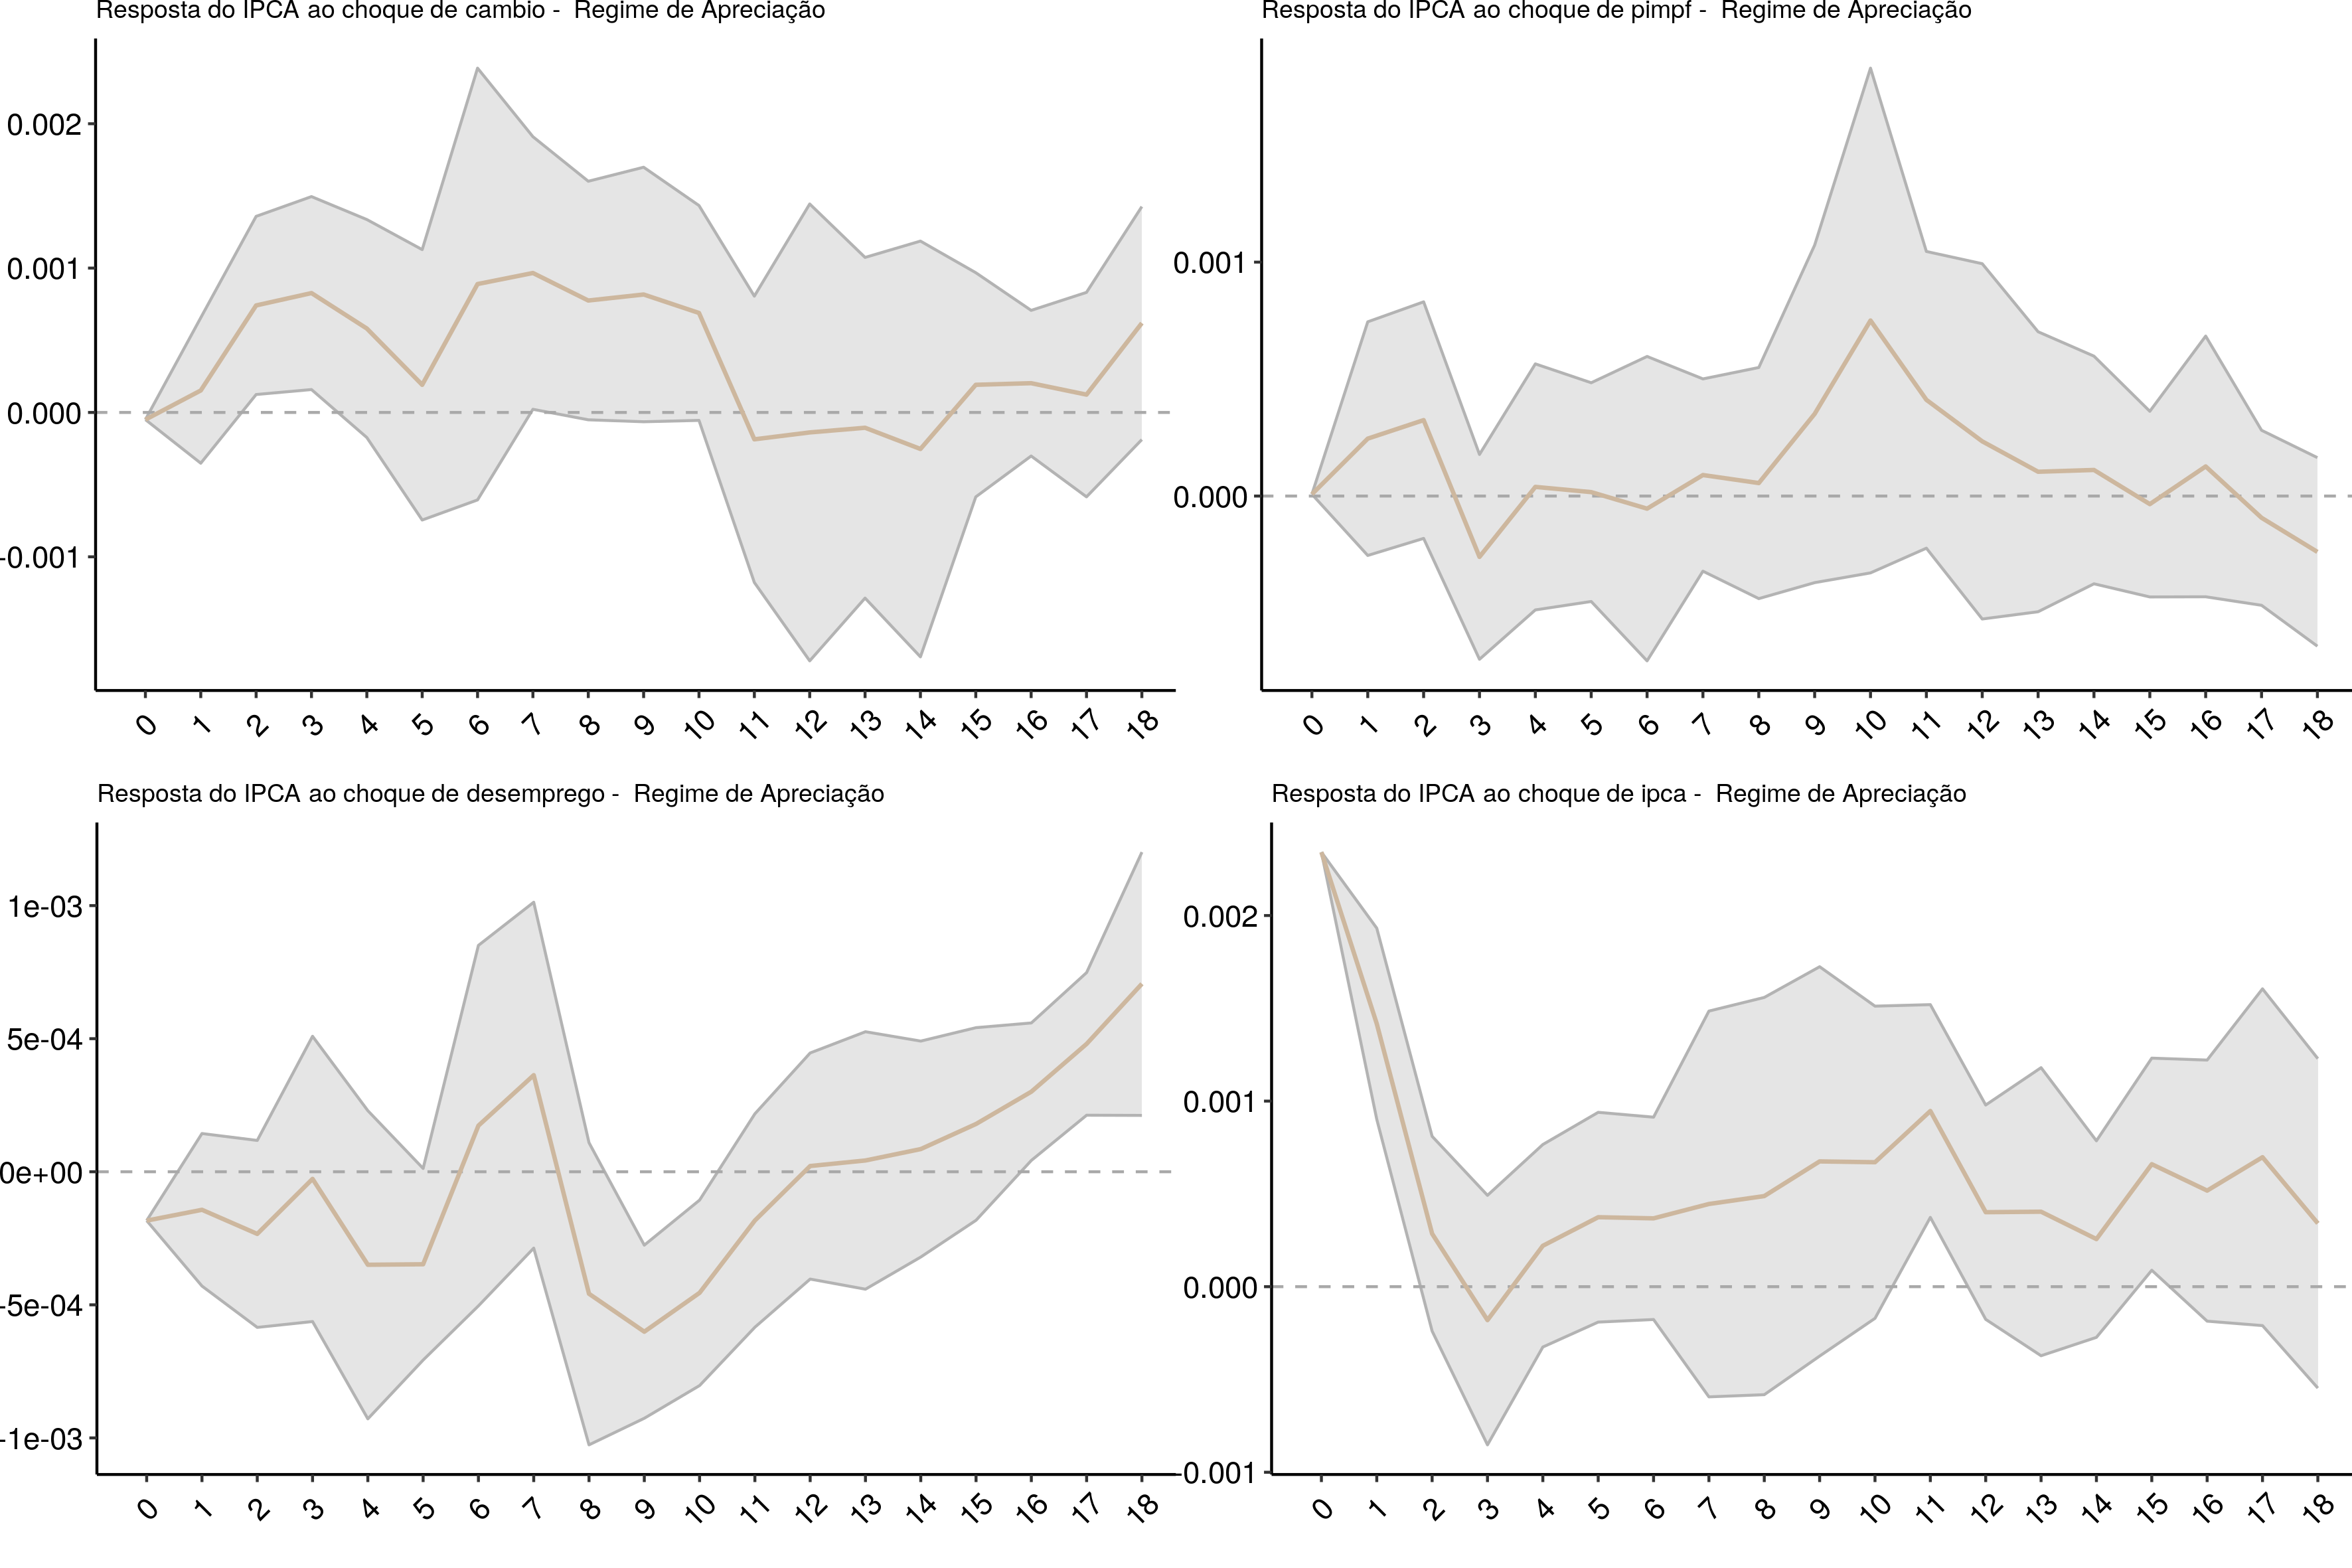 Resposta do IPCA ao choque de cambio -  Regime de Apreciação
0.002
0.001
0.000
-0.001
0 1 2 3 4 5 6 7 8 9 10 11 12 13 14 15 16 17 18
Resposta do IPCA ao choque de pimpf -  Regime de Apreciação
0.001
0.000
0 1 2 3 4 5 6 7 8 9 10 11 12 13 14 15 16 17 18
Resposta do IPCA ao choque de desemprego -  Regime de Apreciação
1e-03
5e-04
0e+00
-5e-04
-1e-03
0 1 2 3 4 5 6 7 8 9 10 11 12 13 14 15 16 17 18
Resposta do IPCA ao choque de ipca -  Regime de Apreciação
0.002
0.001
0.000
-0.001
0 1 2 3 4 5 6 7 8 9 10 11 12 13 14 15 16 17 18